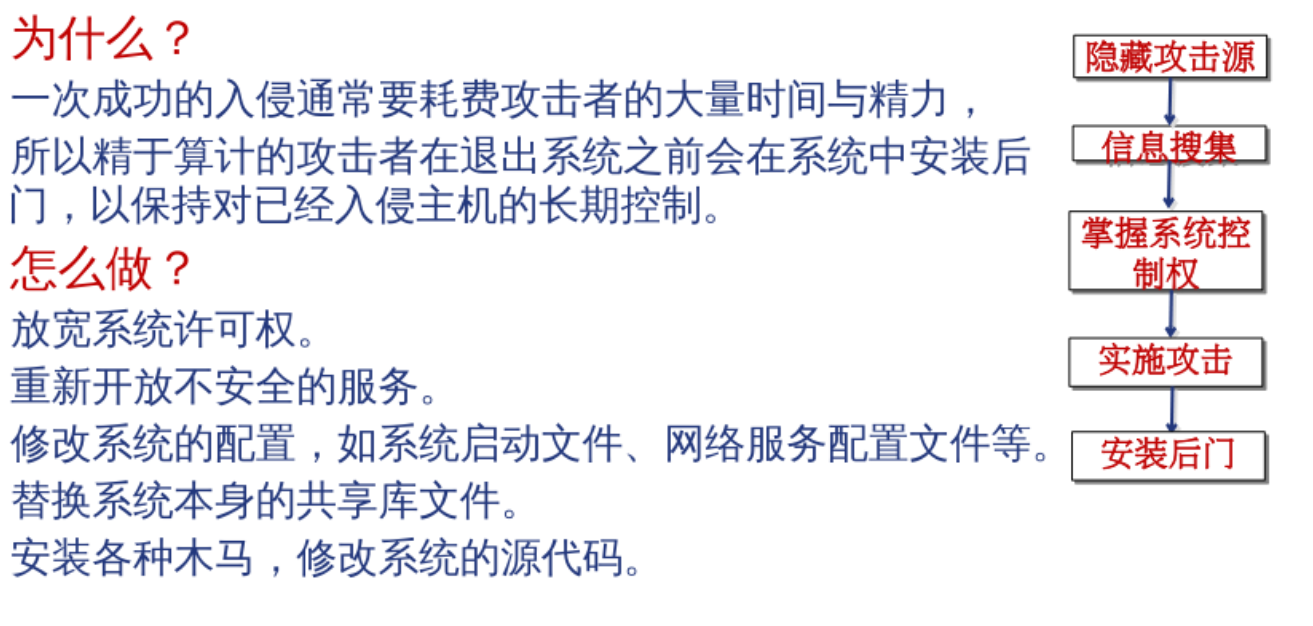 为什么？
一次成功的入侵通常要耗费攻击者的大量时间与精力，
所以精于算计的攻击者在退出系统之前会在系统中安装后
门，以保持对已经入侵主机的长期控制。
怎么做？
放宽系统许可权。
重新开放不安全的服务。
修改系统的配置，如系统启动文件、网络服务配置文件等。
替换系统本身的共享库文件。
安装各种木马，修改系统的源代码。
隐藏攻击源
信息搜集
掌握系统控
制权
实施攻击
安装后门